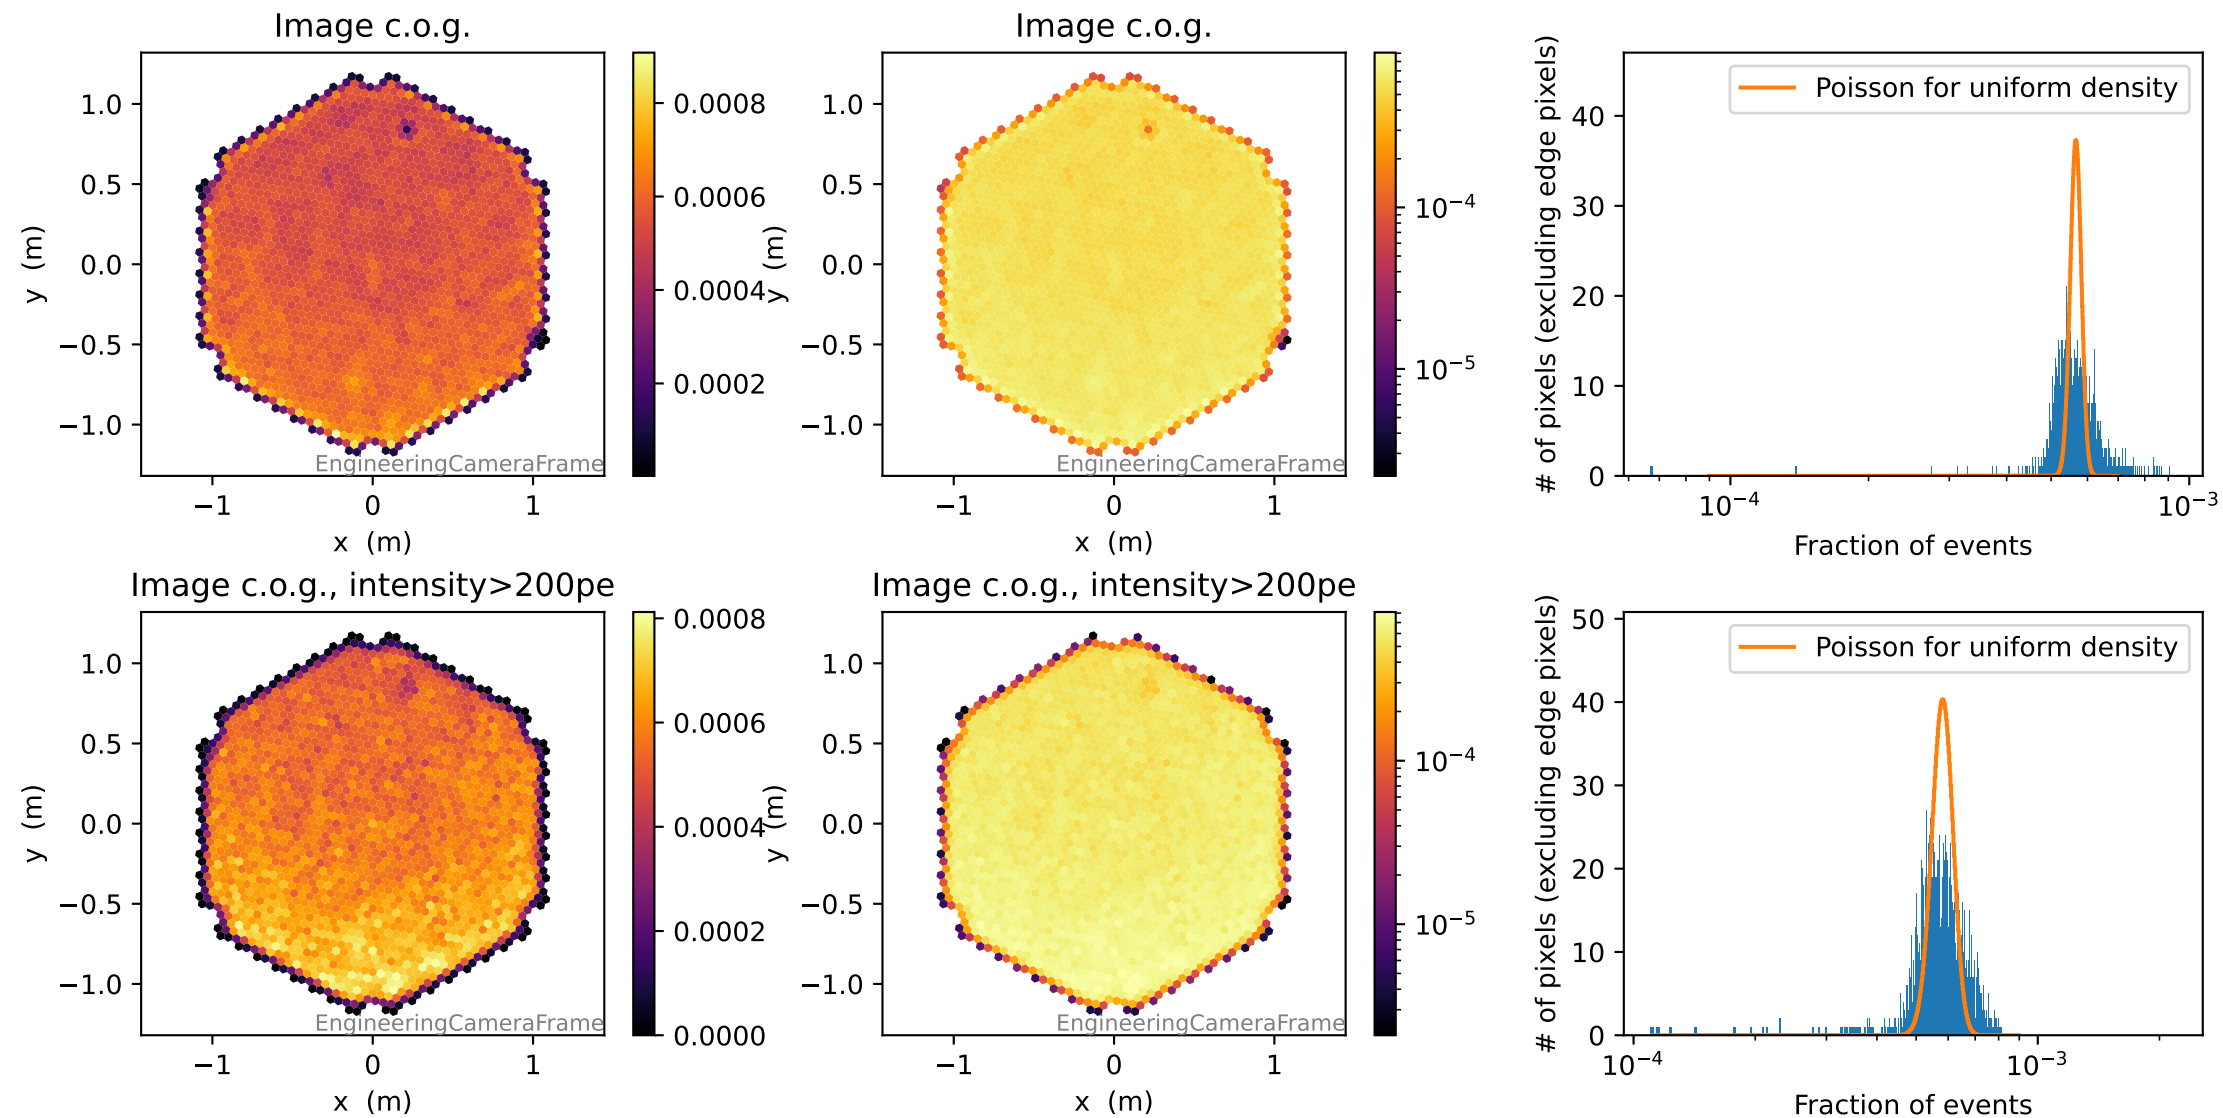 Image c.o.g.
y (m)
1.0
0.5
0.0
−0.5
−1.0
−1
0
1
x (m)
EngineeringCameraFrame
0.0008
0.0006
0.0004
0.0002
Image c.o.g.
y (m)
1.0
0.5
0.0
−0.5
−1.0
−1
0
1
x (m)
EngineeringCameraFrame
10⁻⁴
10⁻⁵
# of pixels (excluding edge pixels)
40
30
20
10
0
Poisson for uniform density
10⁻⁴
10⁻³
Fraction of events
Image c.o.g., intensity>200pe
y (m)
1.0
0.5
0.0
−0.5
−1.0
−1
0
1
x (m)
EngineeringCameraFrame
0.0008
0.0006
0.0004
0.0002
0.0000
Image c.o.g., intensity>200pe
y (m)
1.0
0.5
0.0
−0.5
−1.0
−1
0
1
x (m)
EngineeringCameraFrame
10⁻⁴
10⁻⁵
# of pixels (excluding edge pixels)
50
40
30
20
10
0
Poisson for uniform density
10⁻⁴
10⁻³
Fraction of events